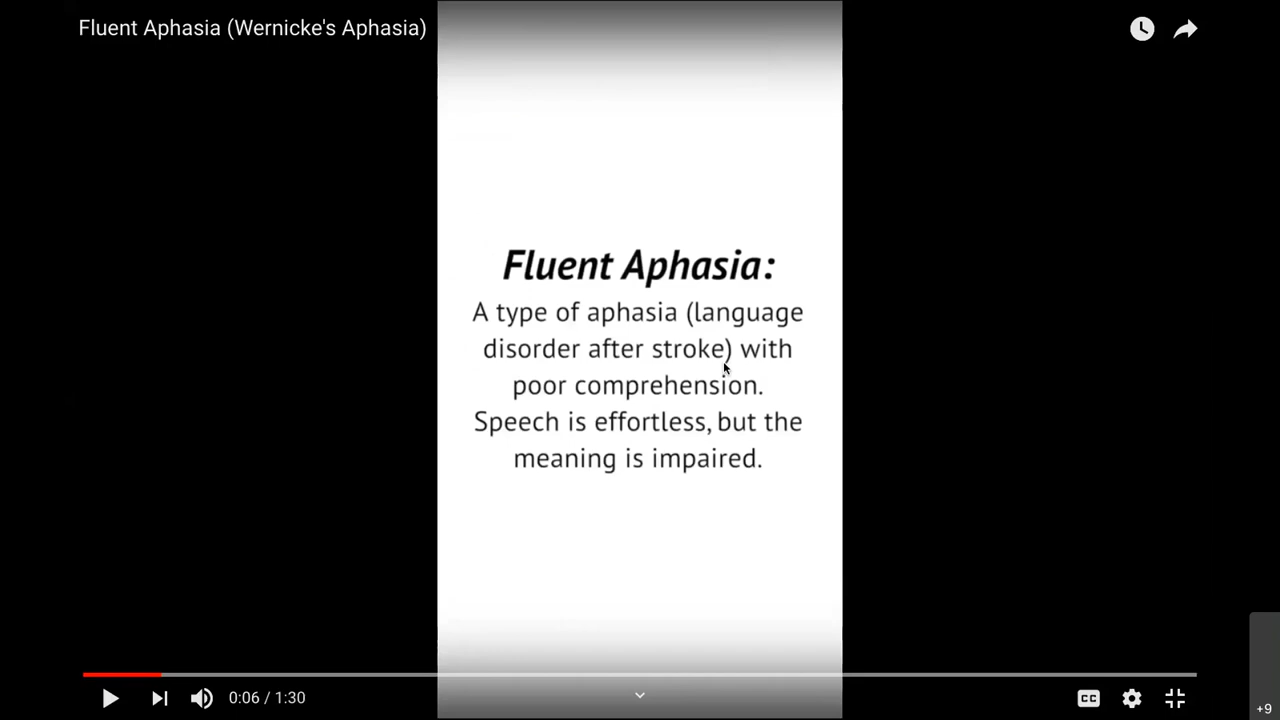 Fluent Aphasia (Wernicke's Aphasia)
Fluent Aphasia:
A type of aphasia (language
disorder after stroke) with
poor comprehension.
Speech is effortless, but the
meaning is impaired.
0:06 / 1:30
CC
+9